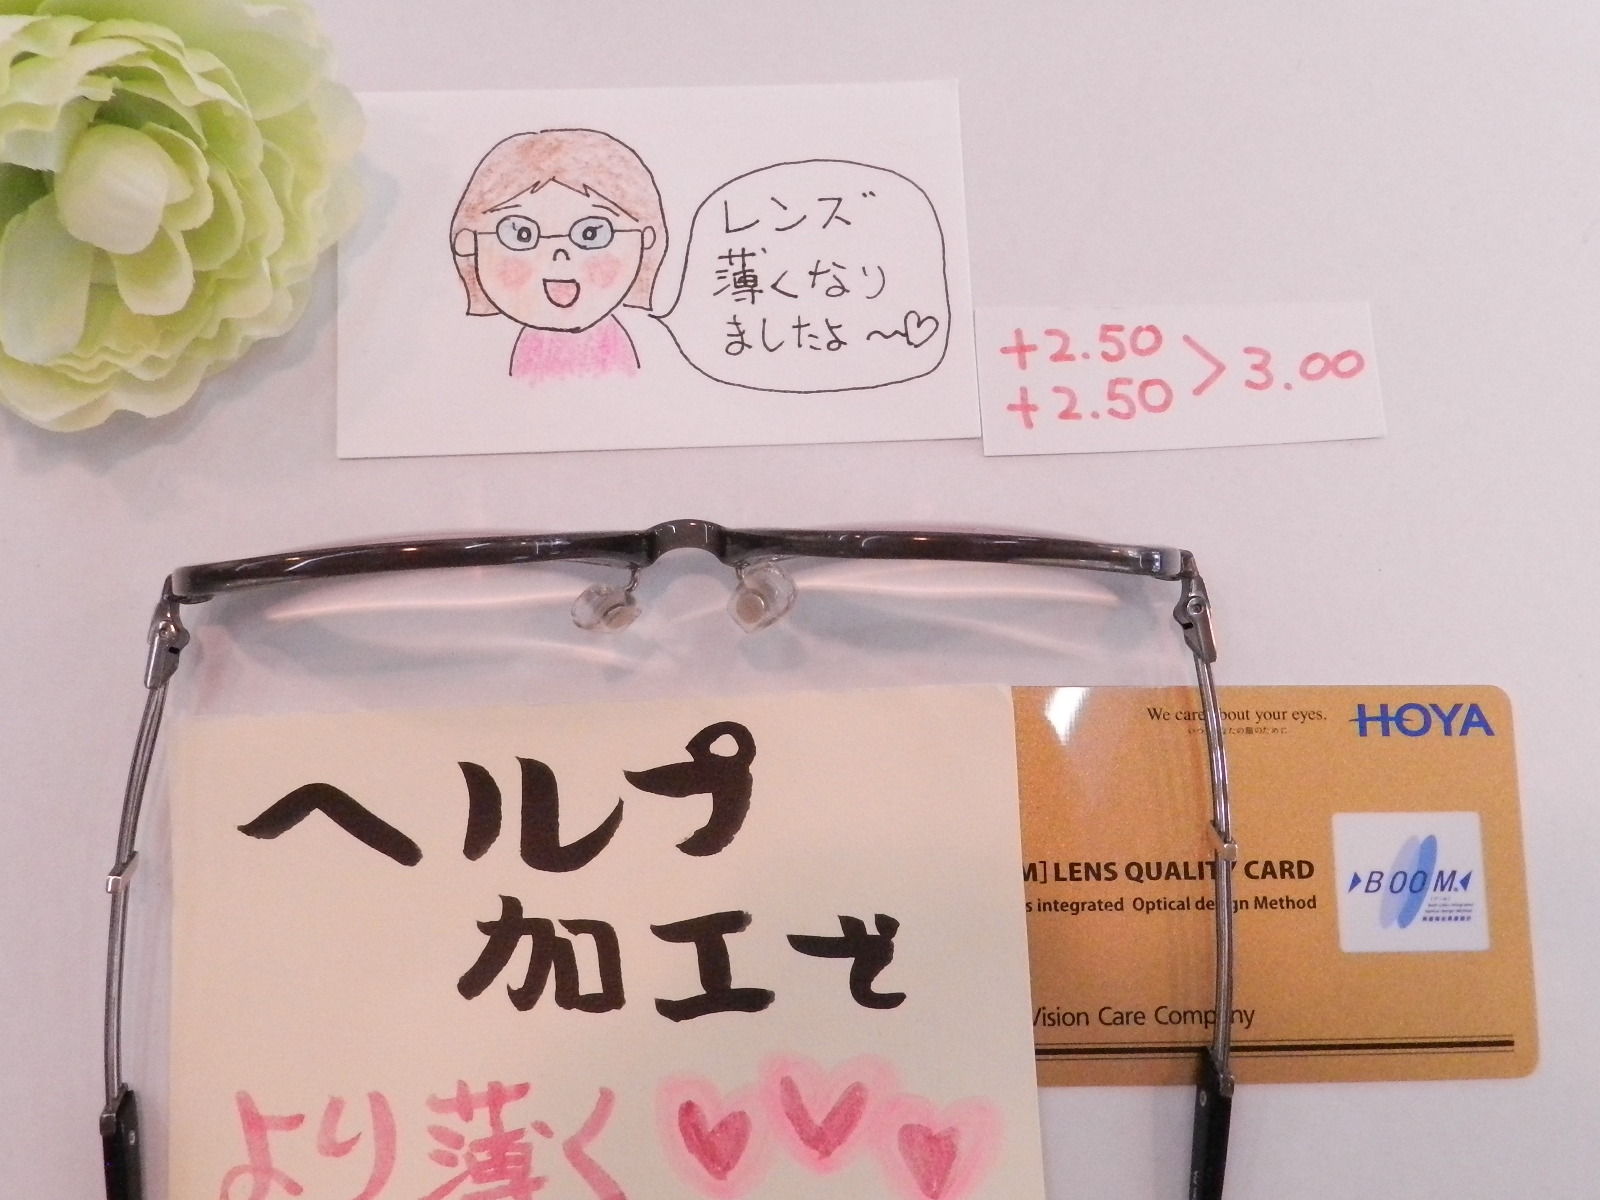 レンズ
薄くなり
ましたよ～♡
+2.50
+2.50
> 3.00
ヘルプ
加工で
より薄く
We care about your eyes.
HOYA
M] LENS QUALITY CARD
s integrated Optical design Method
BOOM
Vision Care Company